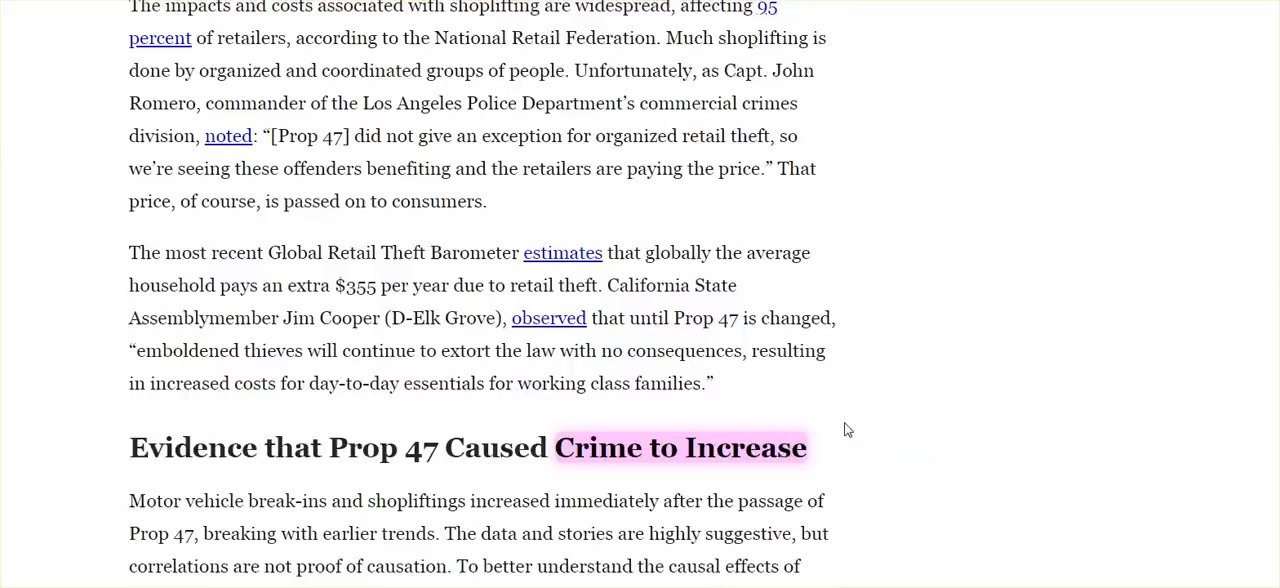 The impacts and costs associated with shoplifting are widespread, affecting 95
percent of retailers, according to the National Retail Federation. Much shoplifting is
done by organized and coordinated groups of people. Unfortunately, as Capt. John
Romero, commander of the Los Angeles Police Department’s commercial crimes
division, noted: “[Prop 47] did not give an exception for organized retail theft, so
we’re seeing these offenders benefiting and the retailers are paying the price.” That
price, of course, is passed on to consumers.
The most recent Global Retail Theft Barometer estimates that globally the average
household pays an extra $355 per year due to retail theft. California State
Assemblymember Jim Cooper (D-Elk Grove), observed that until Prop 47 is changed,
“emboldened thieves will continue to extort the law with no consequences, resulting
in increased costs for day-to-day essentials for working class families.”
Evidence that Prop 47 Caused Crime to Increase
Motor vehicle break-ins and shopliftings increased immediately after the passage of
Prop 47, breaking with earlier trends. The data and stories are highly suggestive, but
correlations are not proof of causation. To better understand the causal effects of